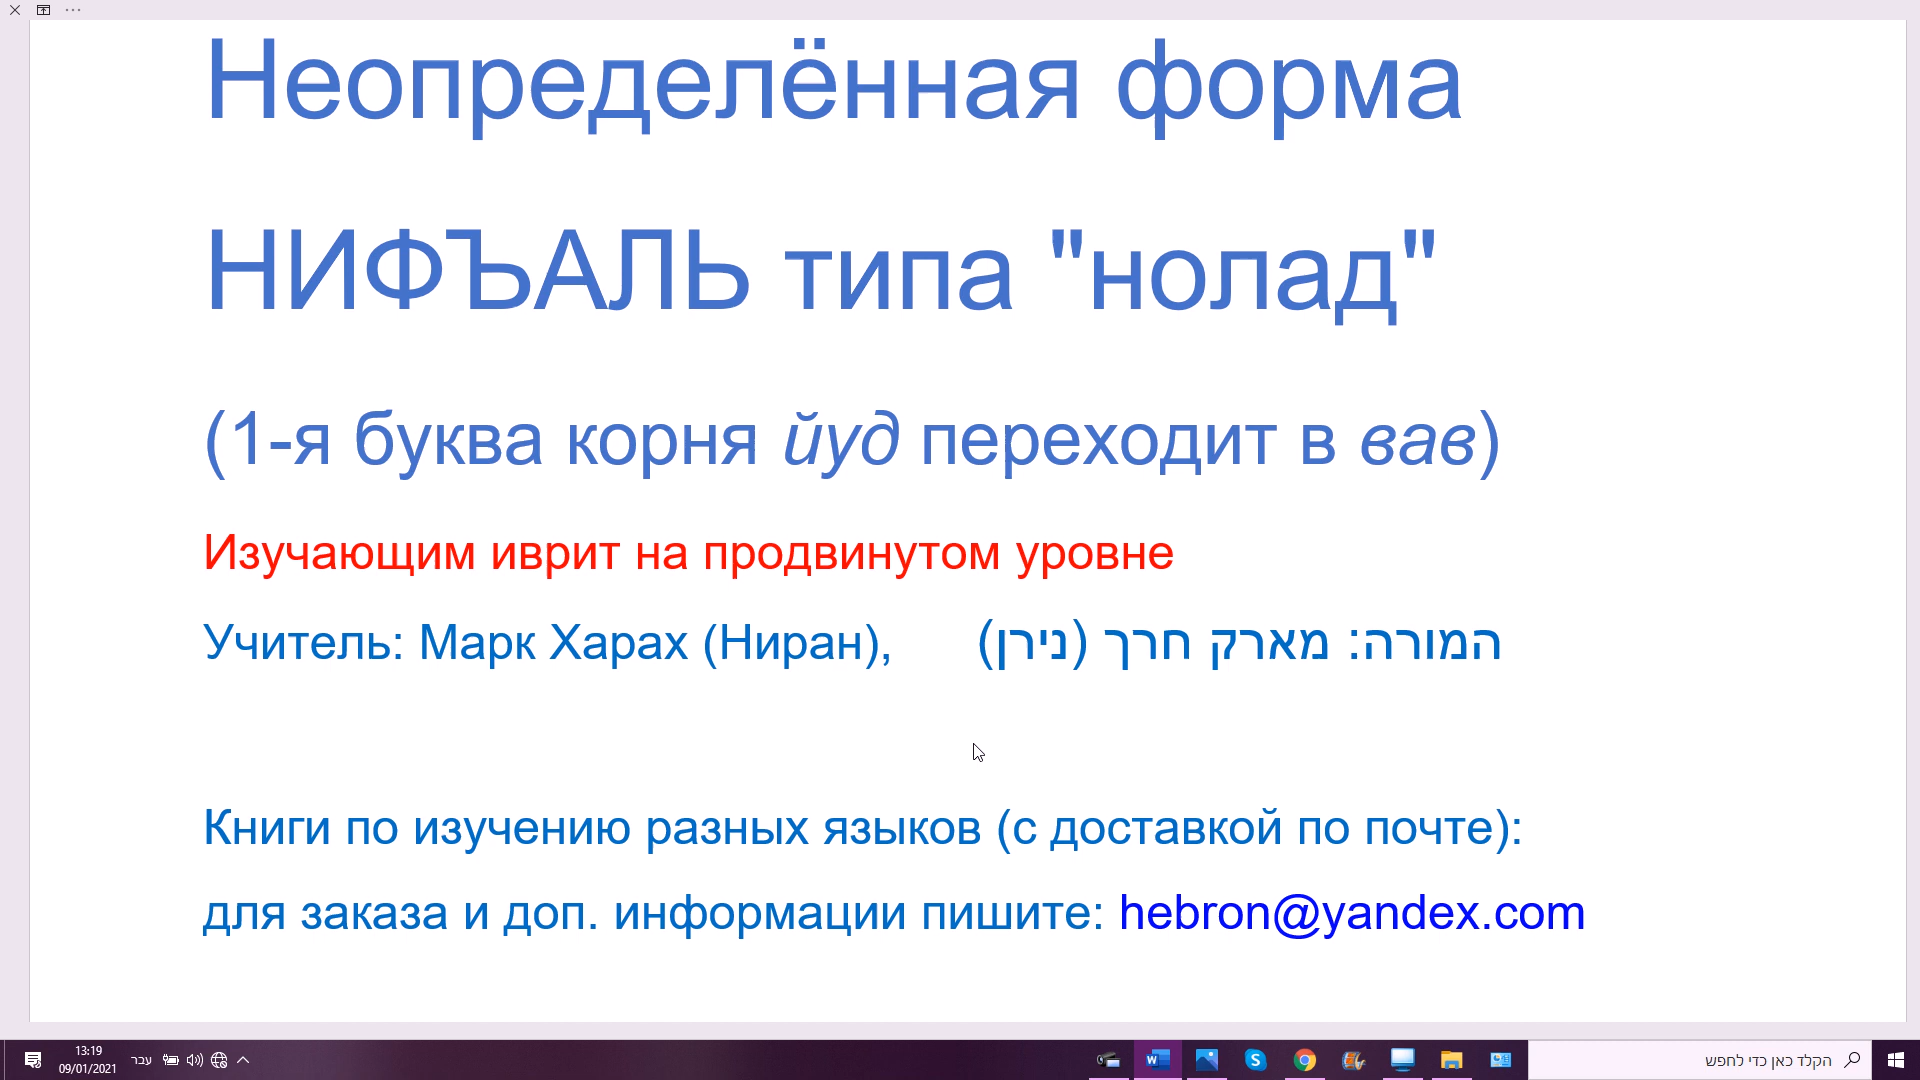 Неопределённая форма
НИФЪАЛЬ типа "нолад"
(1-я буква корня йуд переходит в вав)
Изучающим иврит на продвинутом уровне
Учитель: Марк Харах (Ниран), המורה: מארק חרך (נירן)
Книги по изучению разных языков (с доставкой по почте):
для заказа и доп. информации пишите: hebron@yandex.com
13:19
09/01/2021
עבר
הקלד כאן כדי לחפש